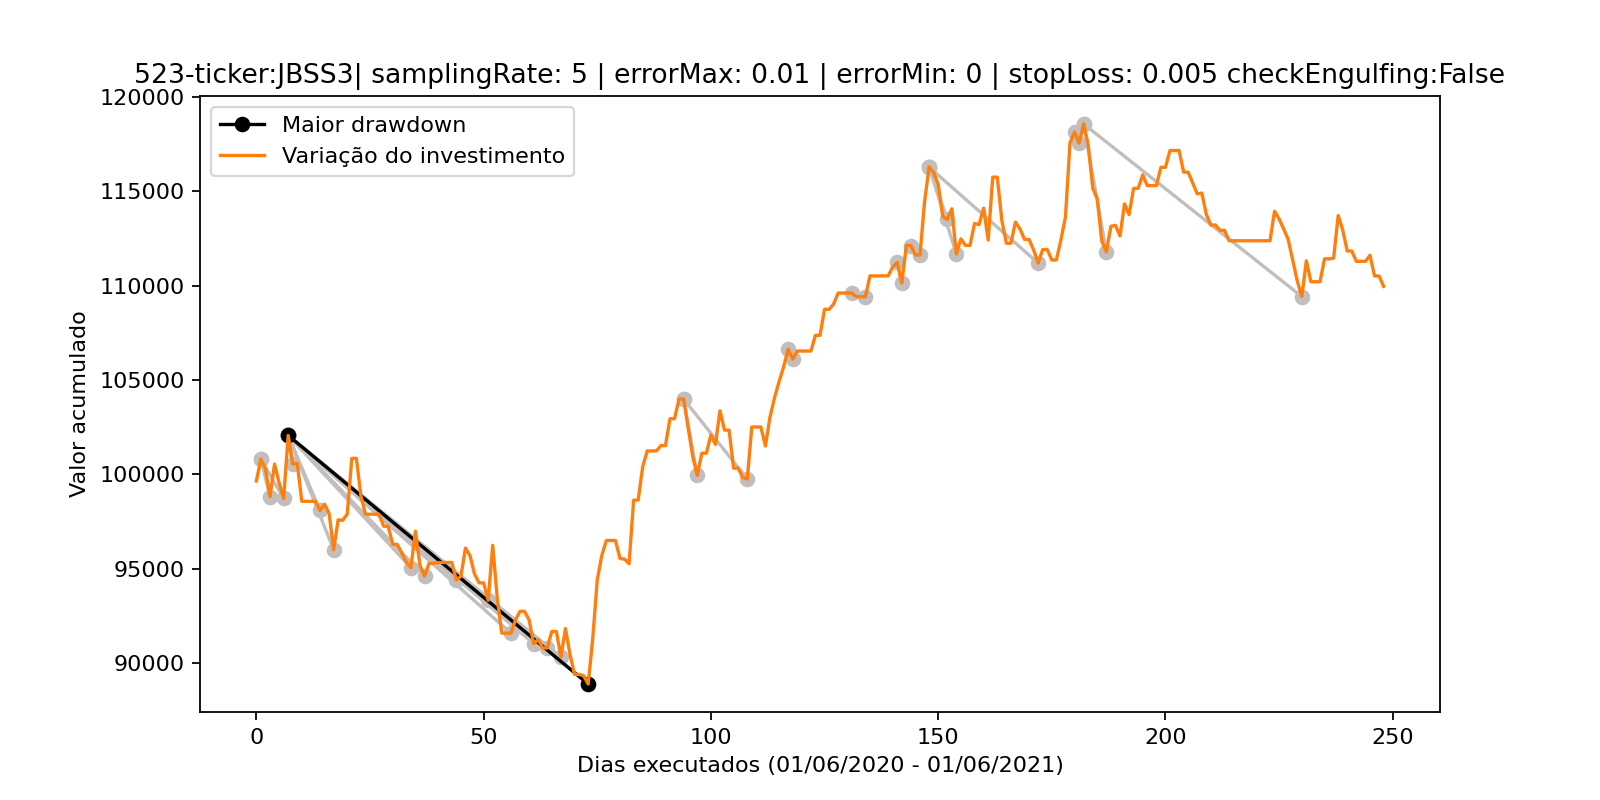 523-ticker:JBSS3| samplingRate: 5 | errorMax: 0.01 | errorMin: 0 | stopLoss: 0.005 checkEngulfing:False
Maior drawdown
Variação do investimento
Valor acumulado
120000
115000
110000
105000
100000
95000
90000
0 50 100 150 200 250
Dias executados (01/06/2020 - 01/06/2021)